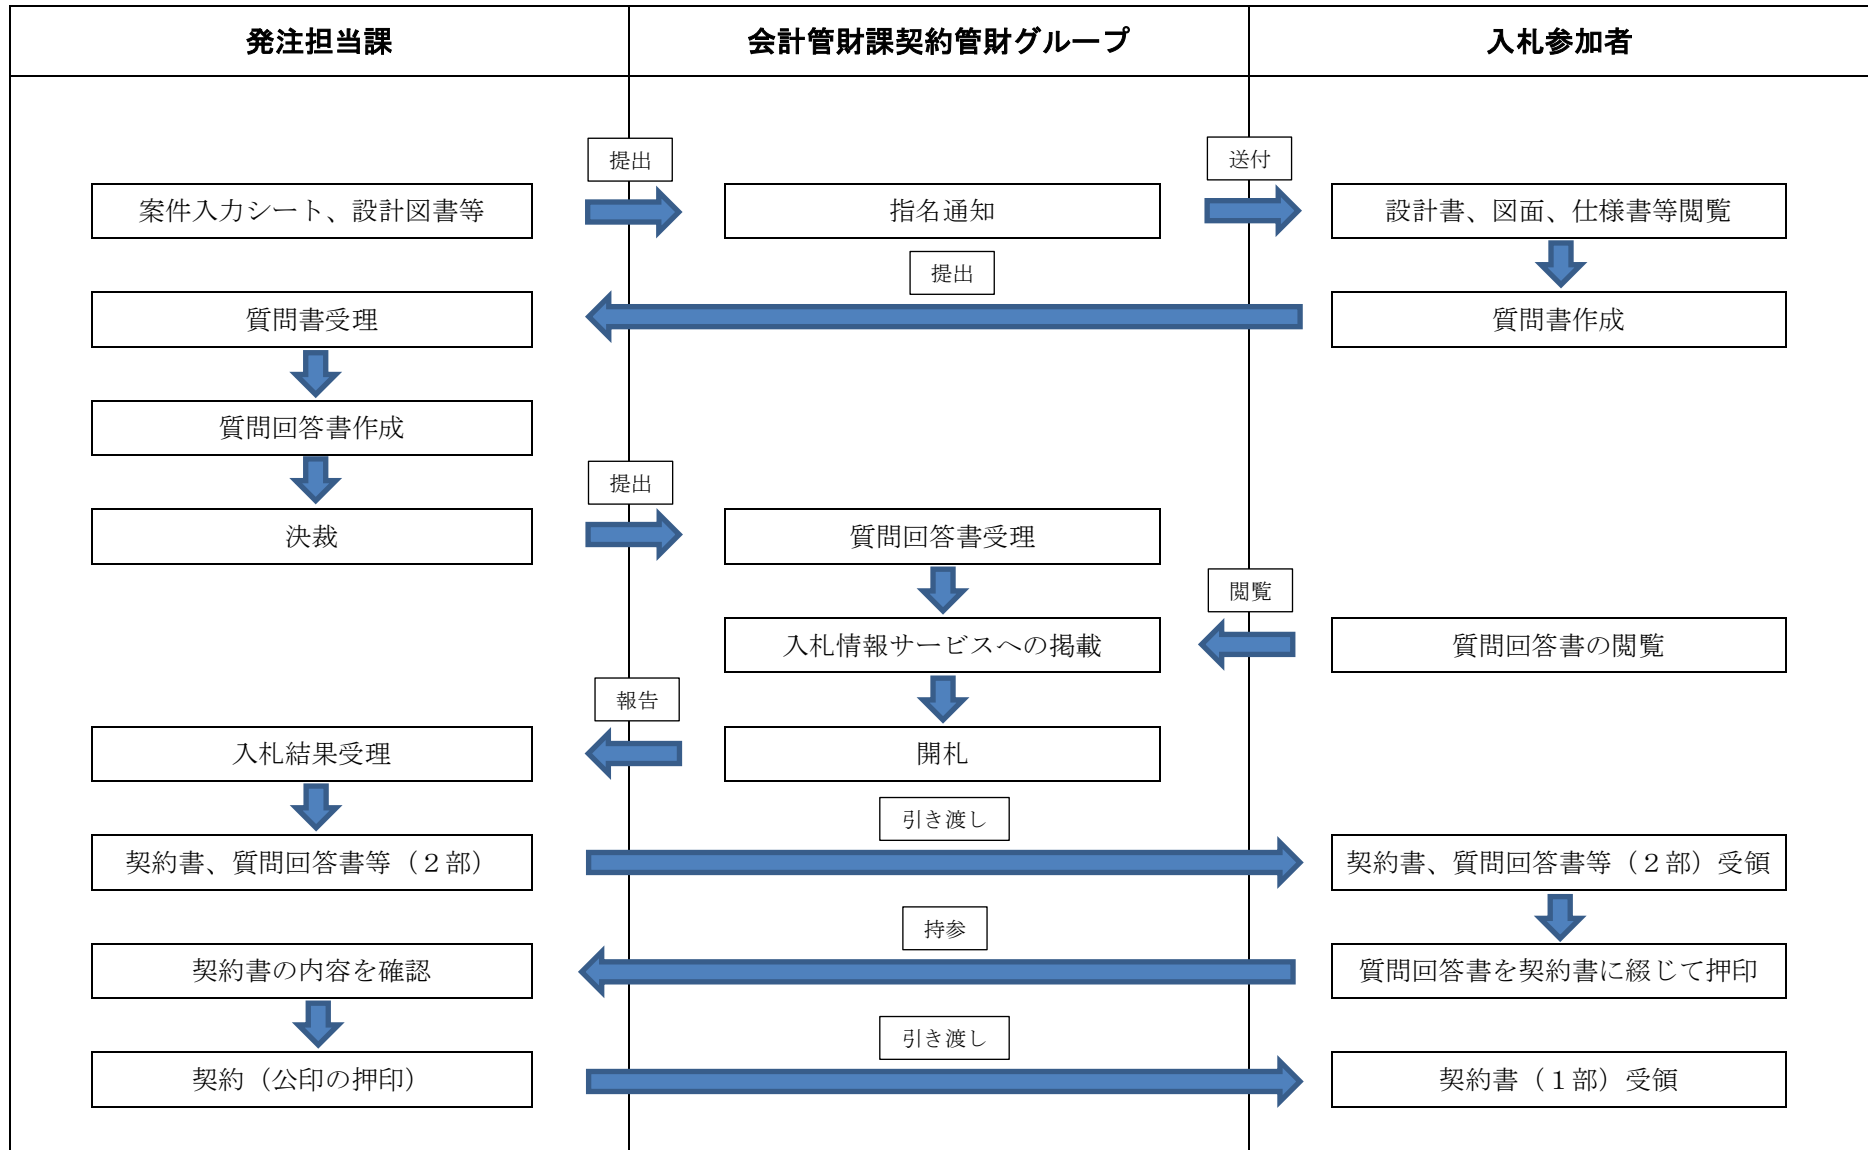 発注担当課
会計管財課契約管財グループ
入札参加者
提出
送付
案件入力シート、設計図書等
指名通知
設計書、図面、仕様書等閲覧
提出
質問書受理
質問書作成
質問回答書作成
提出
決裁
質問回答書受理
閲覧
入札情報サービスへの掲載
質問回答書の閲覧
報告
入札結果受理
開札
引き渡し
契約書、質問回答書等（２部）
契約書、質問回答書等（２部）受領
持参
契約書の内容を確認
質問回答書を契約書に綴じて押印
引き渡し
契約（公印の押印）
契約書（１部）受領